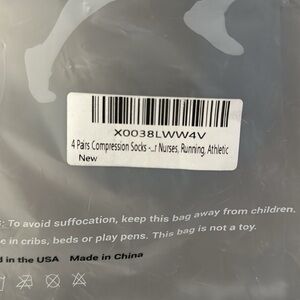 X0038LWW4V
4 Pairs Compression Socks -...r Nurses, Running, Athletic
New
: To avoid suffocation, keep this bag away from children.
e in cribs, beds or play pens. This bag is not a toy.
d in the USA Made in China